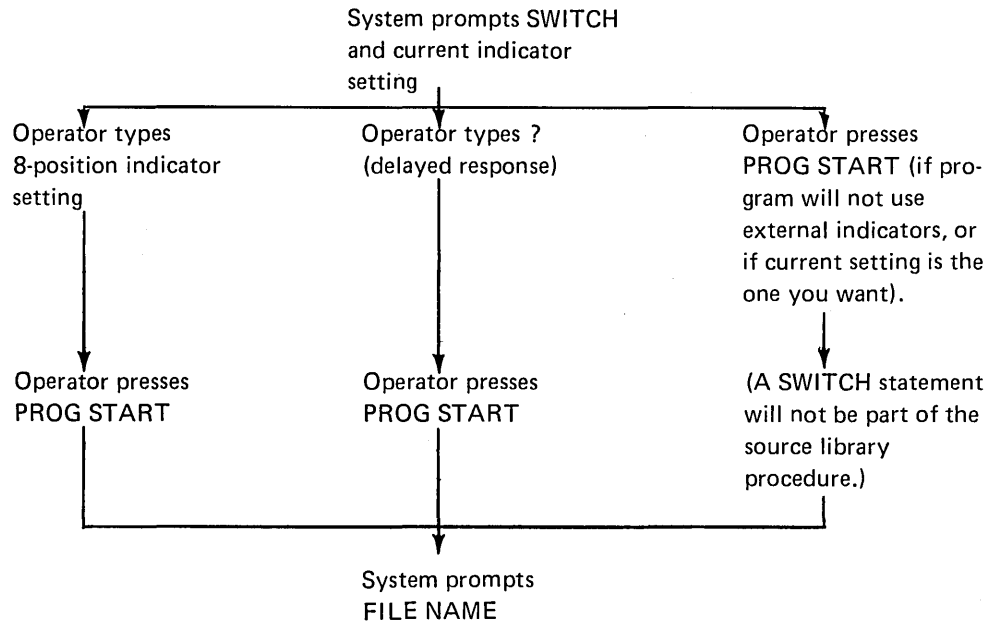 System prompts SWITCH
and current indicator
setting
Operator types
8-position indicator
setting
Operator types ?
(delayed response)
Operator presses
PROG START (if pro-
gram will not use
external indicators, or
if current setting is the
one you want).
Operator presses
PROG START
Operator presses
PROG START
(A SWITCH statement
will not be part of the
source library
procedure.)
System prompts
FILE NAME